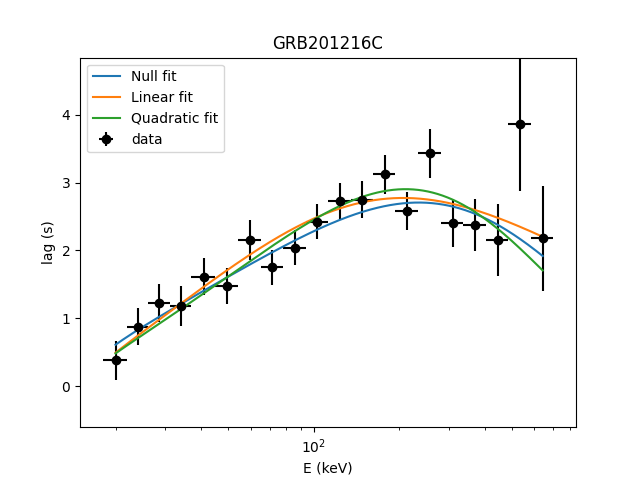 GRB201216C
Null fit
Linear fit
Quadratic fit
data
4
3
2
1
0
lag (s)
10²
E (keV)